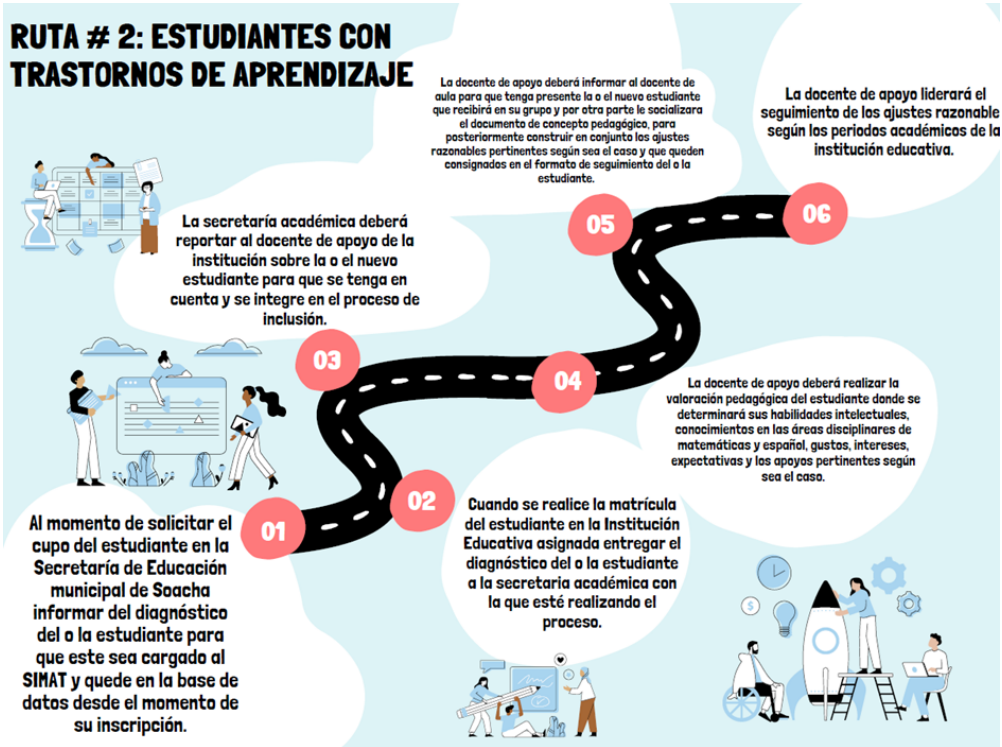 RUTA # 2: ESTUDIANTES CON
TRASTORNOS DE APRENDIZAJE
01
Al momento de solicitar el
cupo del estudiante en la
Secretaría de Educación
municipal de Soacha
informar del diagnóstico
del o la estudiante para
que este sea cargado al
SIMAT y quede en la base de
datos desde el momento de
su inscripción.
02
Cuando se realice la matrícula
del estudiante en la Institución
Educativa asignada entregar el
diagnóstico del o la estudiante
a la secretaria académica con
la que esté realizando el
proceso.
03
La secretaría académica deberá
reportar al docente de apoyo de la
institución sobre la o el nuevo
estudiante para que se tenga en
cuenta y se integre en el proceso de
inclusión.
04
La docente de apoyo deberá realizar la
valoración pedagógica del estudiante donde se
determinará sus habilidades intelectuales,
conocimientos en las áreas disciplinares de
matemáticas y español, gustos, intereses,
expectativas y los apoyos pertinentes según
sea el caso.
05
La docente de apoyo deberá informar al docente de
aula para que tenga presente la o el nuevo estudiante
que recibirá en su grupo y por otra parte le socializara
el documento de concepto pedagógico, para
posteriormente construir en conjunto los ajustes
razonables pertinentes según sea el caso y que queden
consignados en el formato de seguimiento del o la
estudiante.
06
La docente de apoyo liderará el
seguimiento de los ajustes razonable
según los periodos académicos de la
institución educativa.
$